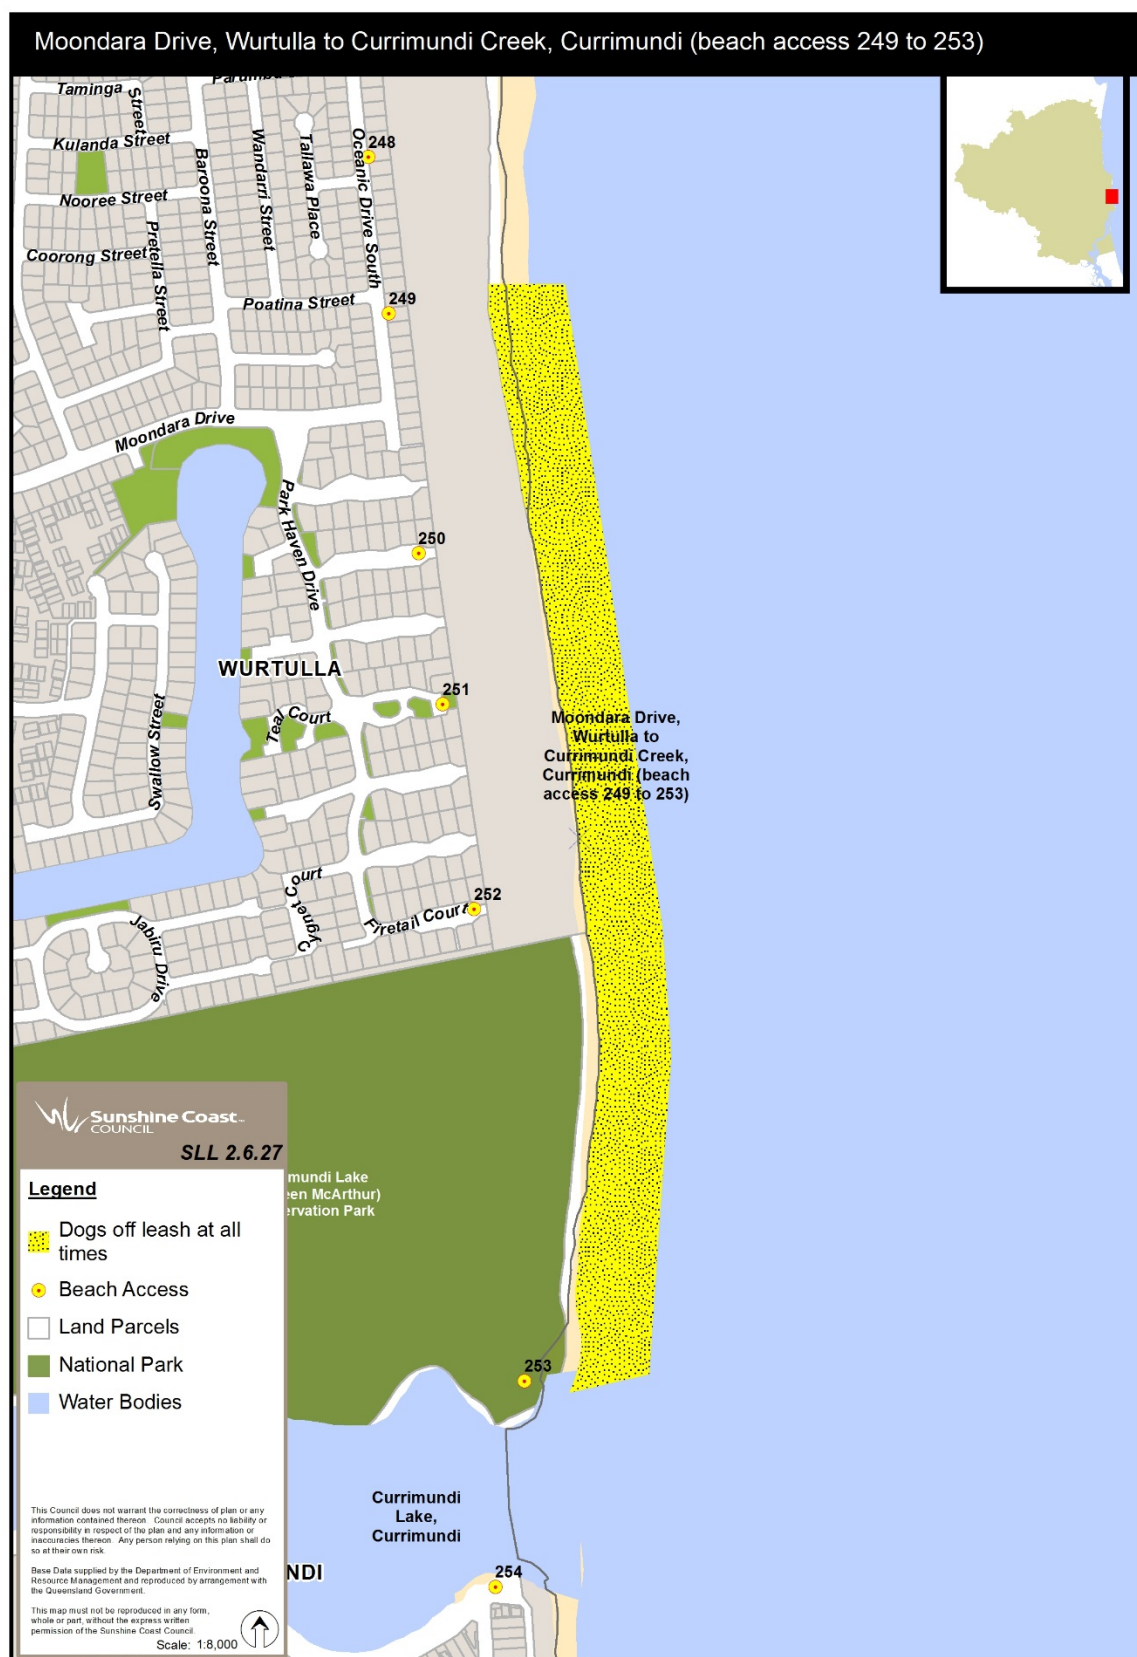 Moondara Drive, Wurtulla to Currimundi Creek, Currimundi (beach access 249 to 253)
Taminga
Street
Kulanda Street
Nooree Street
Coorong Street
Pretella Street
Baroona Street
Wandarri Street
Tallawa Place
Oceanic Drive South
248
Poatina Street
249
Moondara Drive
Park Haven Drive
250
WURTULLA
251
Teal Court
Swallow Street
Moondara Drive,
Wurtulla to
Currimundi Creek,
Currimundi (beach
access 249 to 253)
252
Cygnet Court
Firetail Court
Jabiru Drive
Sunshine Coast™
COUNCIL
SLL 2.6.27
mundi Lake
een McArthur)
ervation Park
Legend
Dogs off leash at all
times
Beach Access
Land Parcels
National Park
Water Bodies
253
Currimundi
Lake,
Currimundi
NDI
254
This Council does not warrant the correctness of plan or any
information contained thereon. Council accepts no liability or
responsibility in respect of the plan and any information or
inaccuracies thereon. Any person relying on this plan shall do
so at their own risk.
Base Data supplied by the Department of Environment and
Resource Management and reproduced by arrangement with
the Queensland Government.
This map must not be reproduced in any form,
whole or part, without the express written
permission of the Sunshine Coast Council.
Scale: 1:8,000